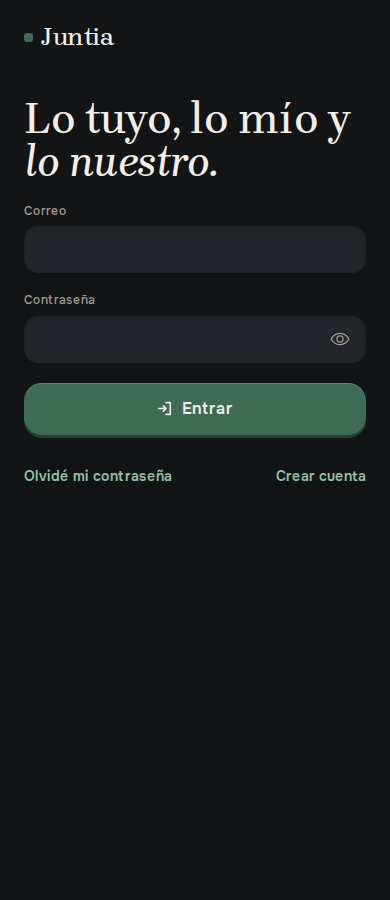 Juntia
Lo tuyo, lo mío y
lo nuestro.
Correo
Contraseña
Entrar
Olvidé mi contraseña
Crear cuenta